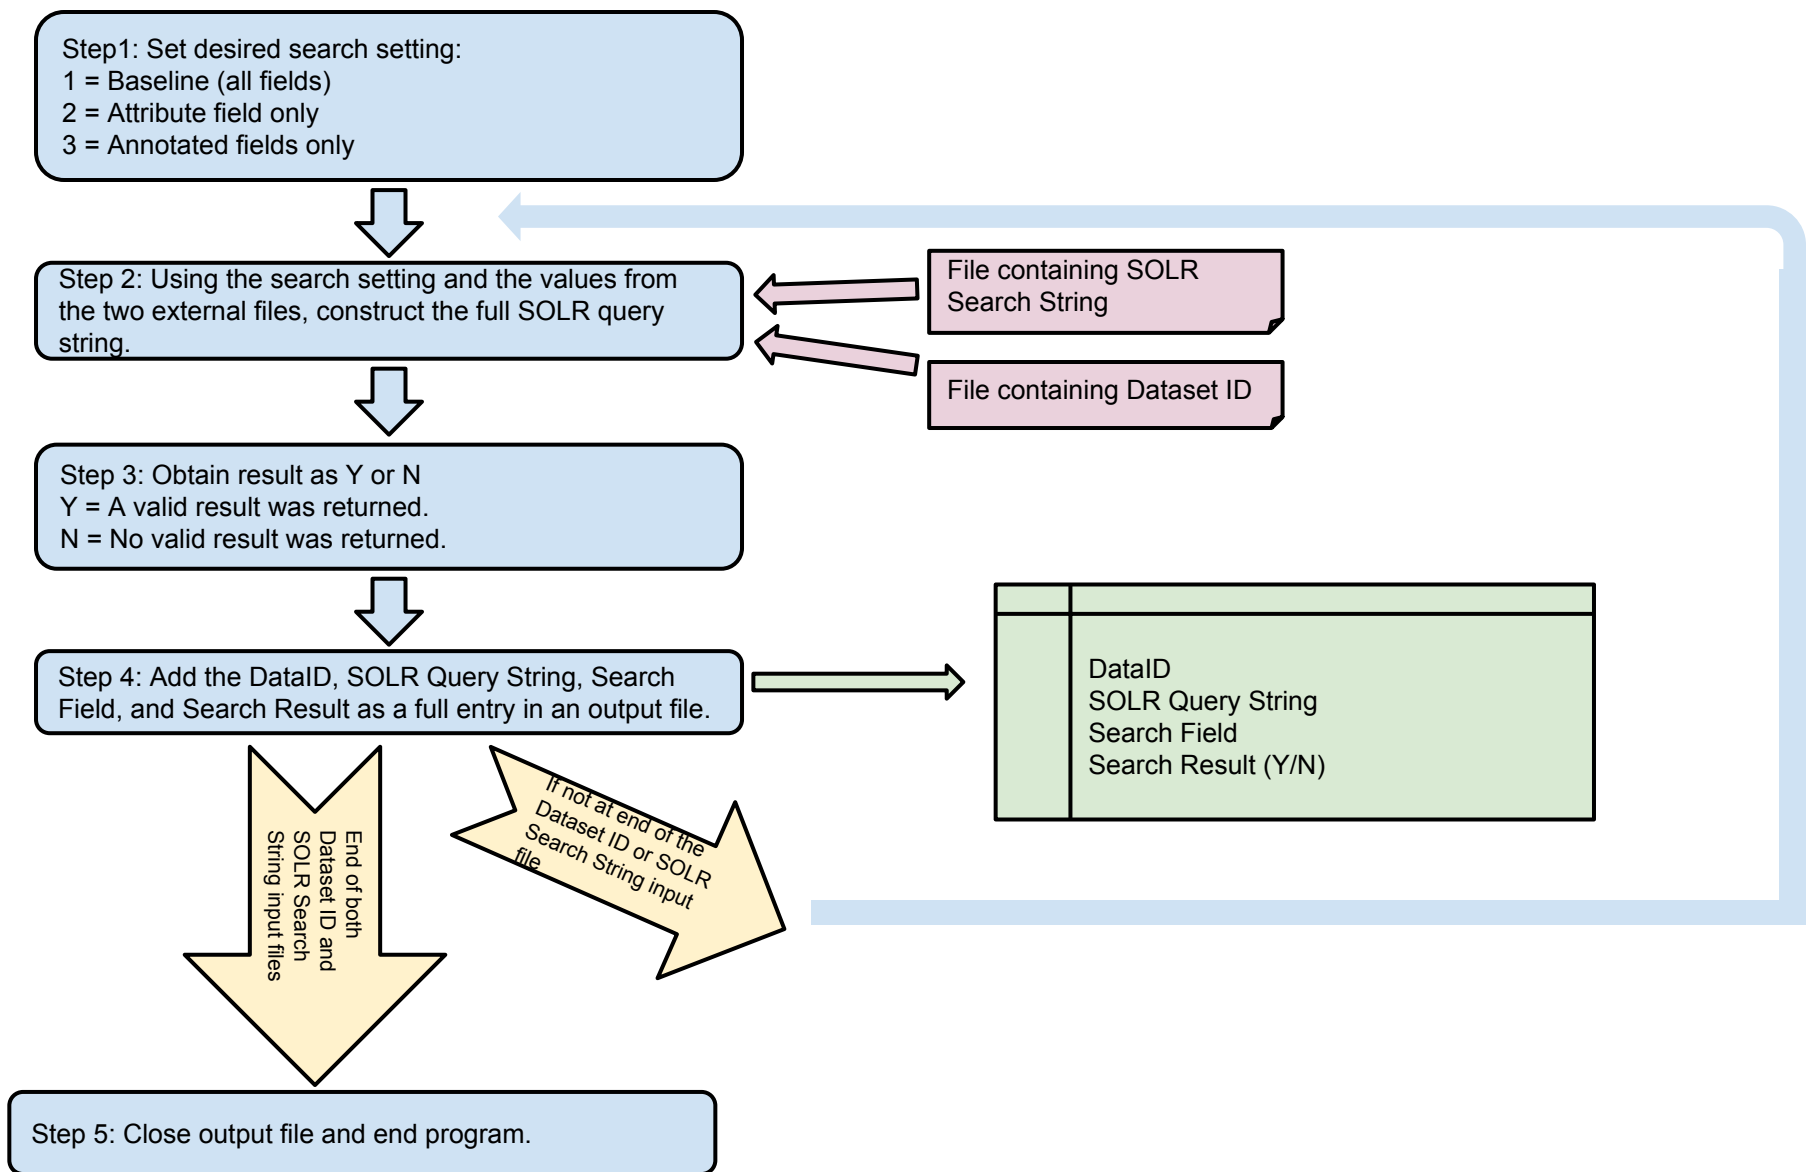 Step1: Set desired search setting:
1 = Baseline (all fields)
2 = Attribute field only
3 = Annotated fields only
Step 2: Using the search setting and the values from
the two external files, construct the full SOLR query
string.
File containing SOLR
Search String
File containing Dataset ID
Step 3: Obtain result as Y or N
Y = A valid result was returned.
N = No valid result was returned.
Step 4: Add the DataID, SOLR Query String, Search
Field, and Search Result as a full entry in an output file.
DataID
SOLR Query String
Search Field
Search Result (Y/N)
End of both
Dataset ID and
SOLR Search
String input files
If not at end of the
Dataset ID or SOLR
Search String input
file
Step 5: Close output file and end program.